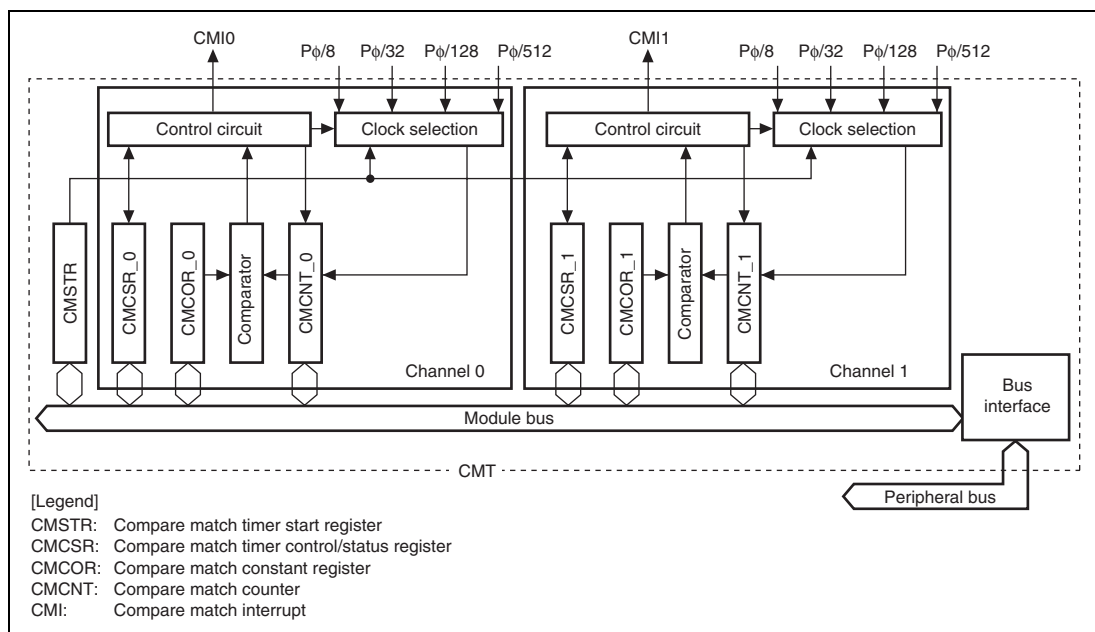 CMI0 Pφ/8 Pφ/32 Pφ/128 Pφ/512 CMI1 Pφ/8 Pφ/32 Pφ/128 Pφ/512
Control circuit Clock selection Control circuit Clock selection
CMSTR
CMCSR_0
CMCOR_0
Comparator
CMCNT_0
CMCSR_1
CMCOR_1
Comparator
CMCNT_1
Channel 0 Channel 1
Bus
interface
Module bus
CMT
Peripheral bus
[Legend]
CMSTR: Compare match timer start register
CMCSR: Compare match timer control/status register
CMCOR: Compare match constant register
CMCNT: Compare match counter
CMI: Compare match interrupt